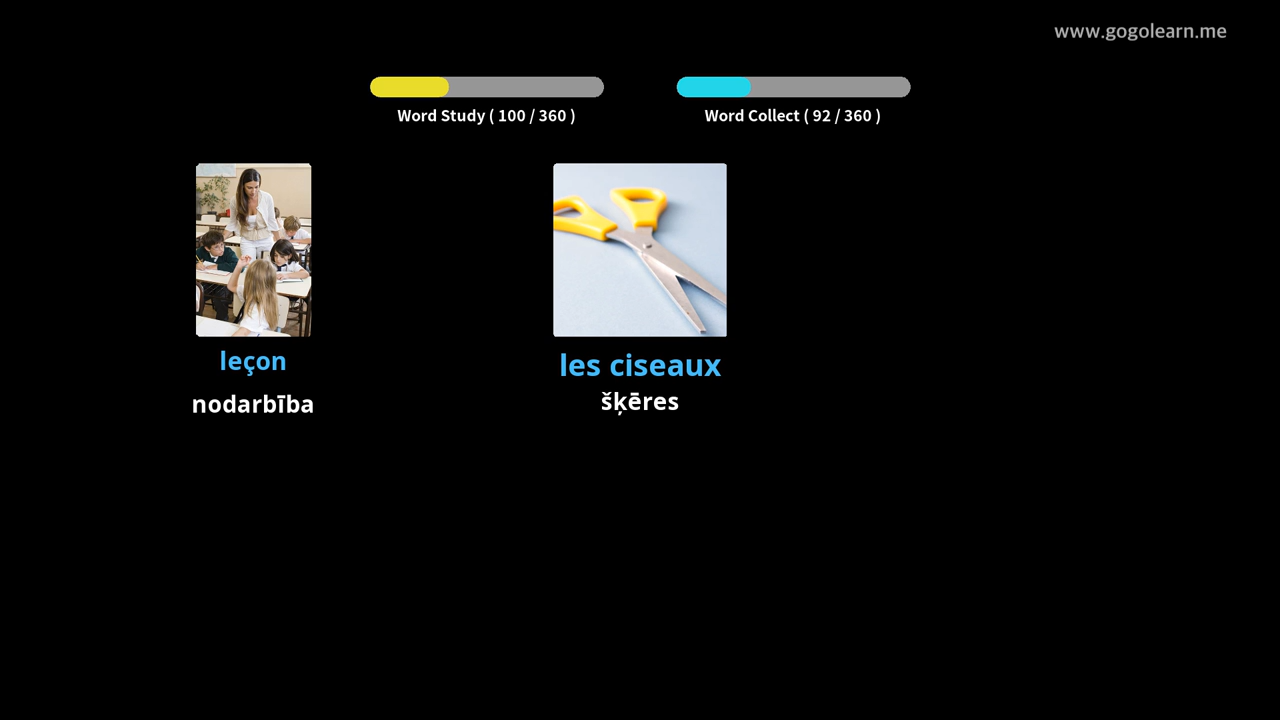 www.gogolearn.me
Word Study ( 100 / 360 )
Word Collect ( 92 / 360 )
leçon
nodarbība
les ciseaux
šķēres